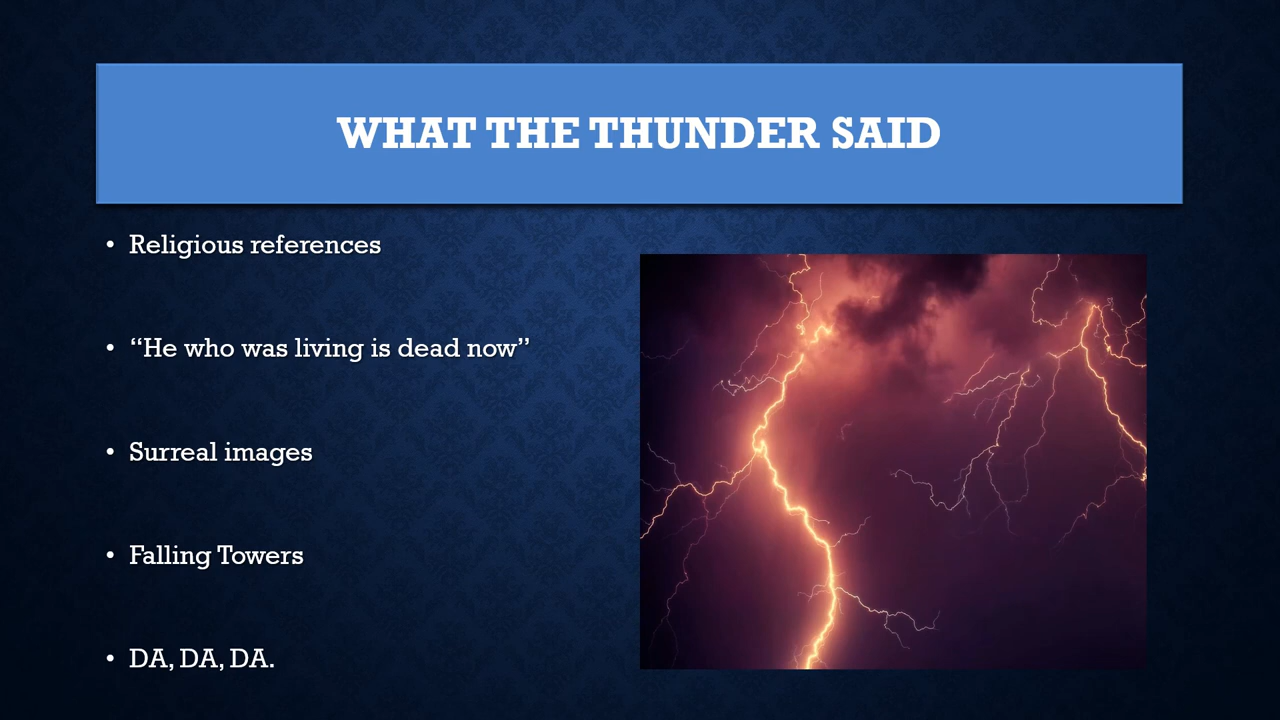 WHAT THE THUNDER SAID
• Religious references
• “He who was living is dead now”
• Surreal images
• Falling Towers
• DA, DA, DA.